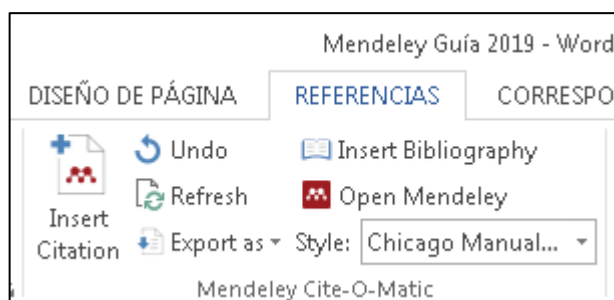 Mendeley Guía 2019 - Word
DISEÑO DE PÁGINA REFERENCIAS CORRESPO
Undo Insert Bibliography
Refresh Open Mendeley
Insert
Citation Export as Style: Chicago Manual...
Mendeley Cite-O-Matic